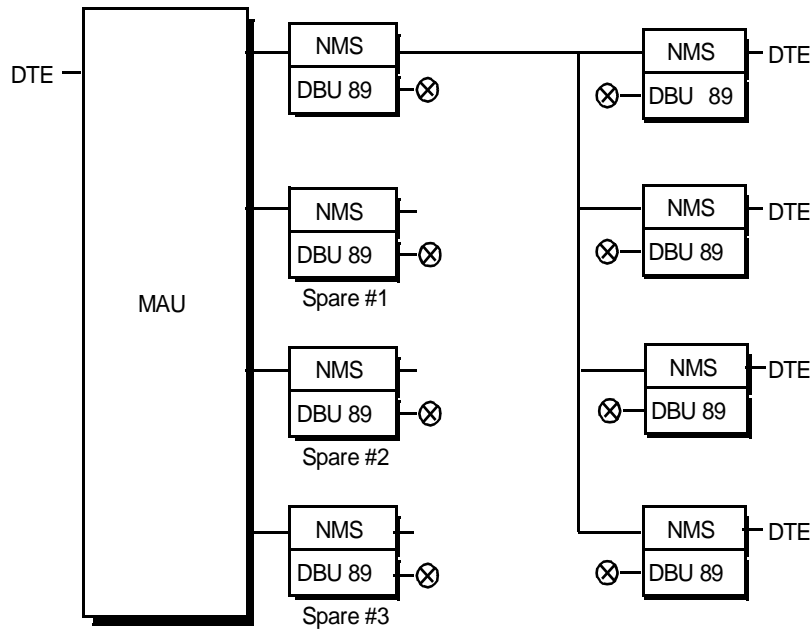 DTE
MAU
NMS
DBU 89
NMS
DBU 89
Spare #1
NMS
DBU 89
Spare #2
NMS
DBU 89
Spare #3
NMS
DTE
DBU 89
NMS
DTE
DBU 89
NMS
DTE
DBU 89
NMS
DTE
DBU 89